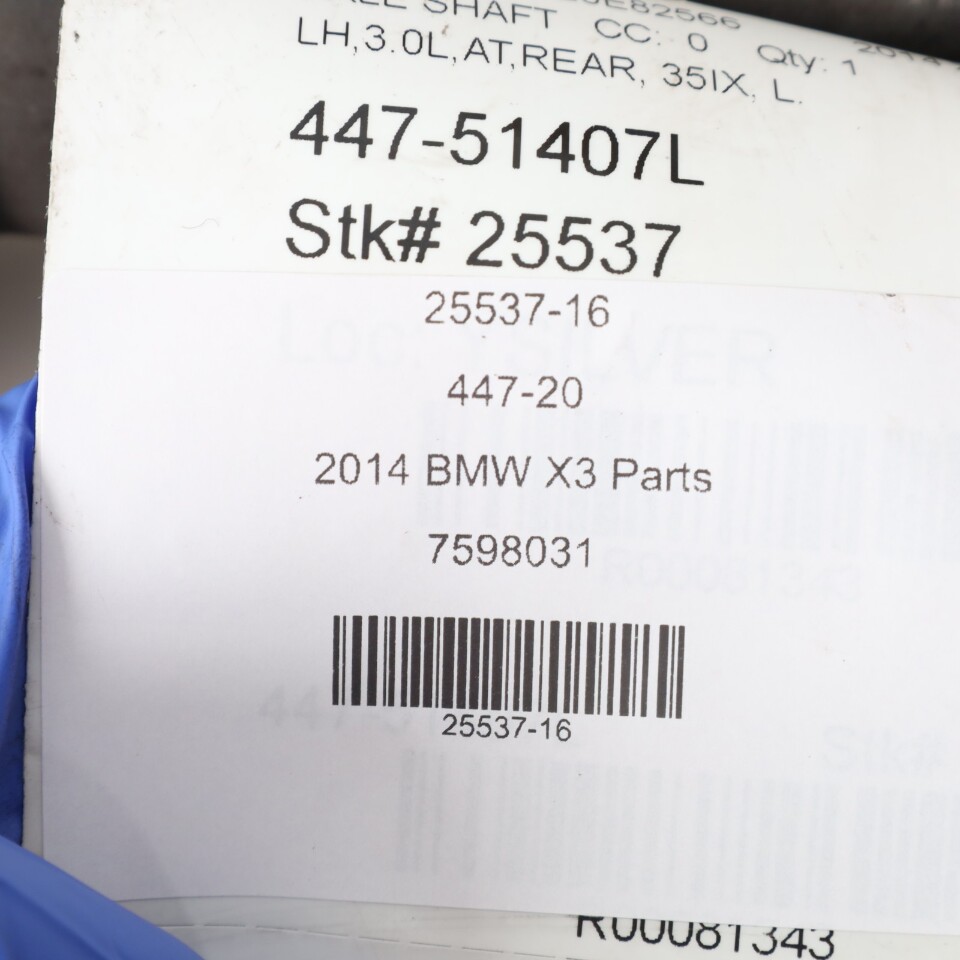 SHAFT CC: 0 Qty: 1
LH,3.0L,AT,REAR, 35IX, L.
447-51407L
Stk# 25537
25537-16
447-20
2014 BMW X3 Parts
7598031
25537-16
R00081343